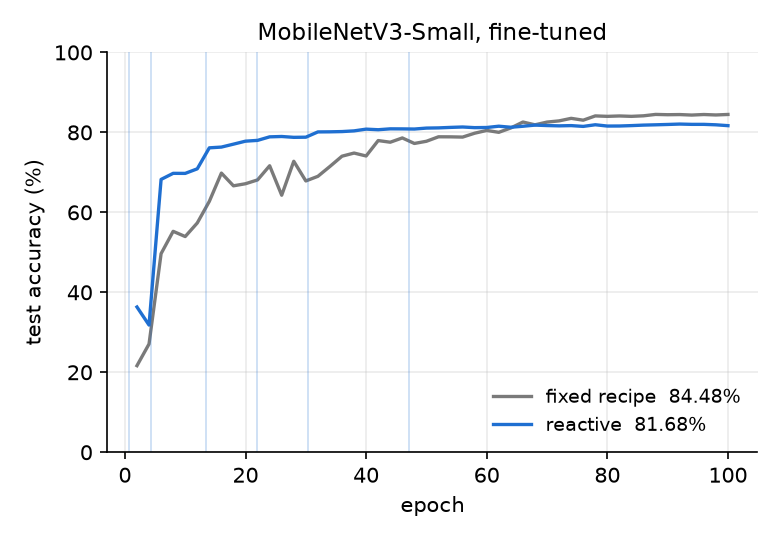 MobileNetV3-Small, fine-tuned
100
80
60
40
20
0
test accuracy (%)
fixed recipe 84.48%
reactive 81.68%
0 20 40 60 80 100
epoch